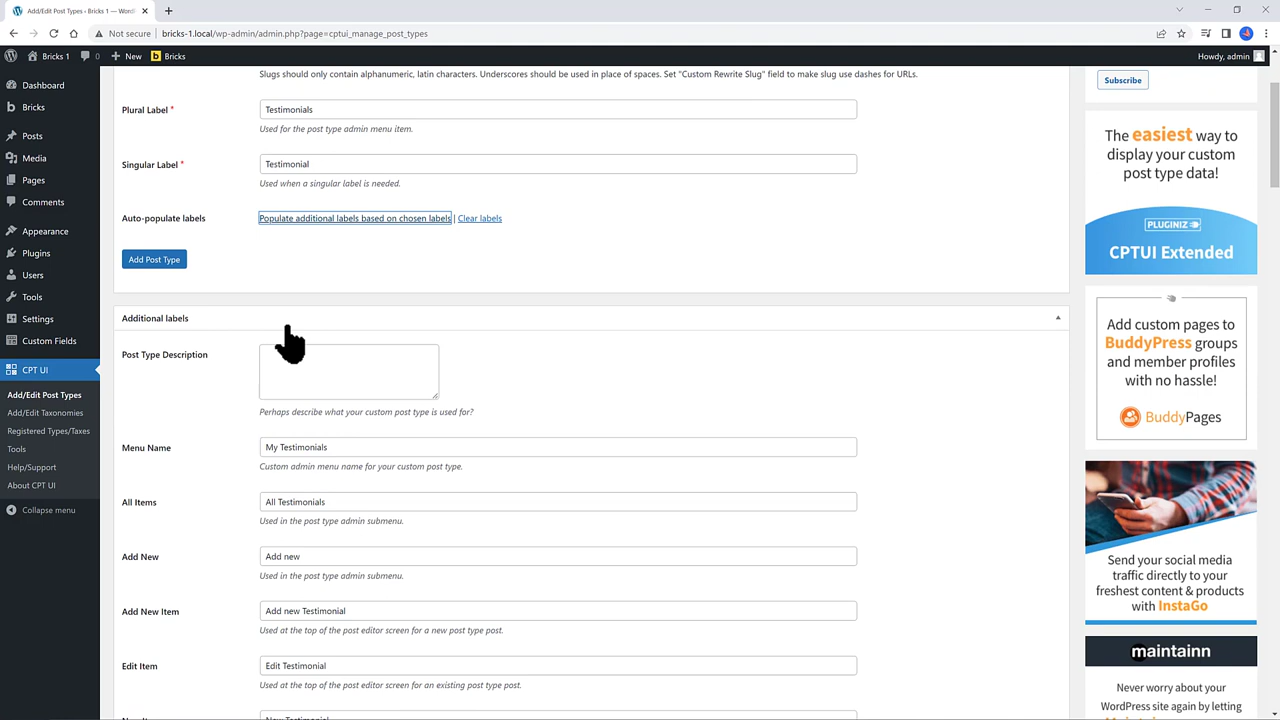 Add/Edit Post Types ‹ Bricks 1 — Word
Not secure
bricks-1.local/wp-admin/admin.php?page=cptui_manage_post_types
Bricks 1
0
New
Bricks
Howdy, admin
Dashboard
Bricks
Posts
Media
Pages
Comments
Appearance
Plugins
Users
Tools
Settings
Custom Fields
CPT UI
Add/Edit Post Types
Add/Edit Taxonomies
Registered Types/Taxes
Tools
Help/Support
About CPT UI
Collapse menu
Slugs should only contain alphanumeric, latin characters. Underscores should be used in place of spaces. Set "Custom Rewrite Slug" field to make slug use dashes for URLs.
Plural Label *
Testimonials
Used for the post type admin menu item.
Singular Label *
Testimonial
Used when a singular label is needed.
Auto-populate labels
Populate additional labels based on chosen labels | Clear labels
Add Post Type
Additional labels
Post Type Description
Perhaps describe what your custom post type is used for?
Menu Name
My Testimonials
Custom admin menu name for your custom post type.
All Items
All Testimonials
Used in the post type admin submenu.
Add New
Add new
Used in the post type admin submenu.
Add New Item
Add new Testimonial
Used at the top of the post editor screen for a new post type post.
Edit Item
Edit Testimonial
Used at the top of the post editor screen for an existing post type post.
Subscribe
The easiest way to
display your custom
post type data!
PLUGINIZ
CPTUI Extended
Add custom pages to
BuddyPress groups
and member profiles
with no hassle!
BuddyPages
Send your social media
traffic directly to your
freshest content & products
with InstaGo
maintainn
Never worry about your
WordPress site again by letting